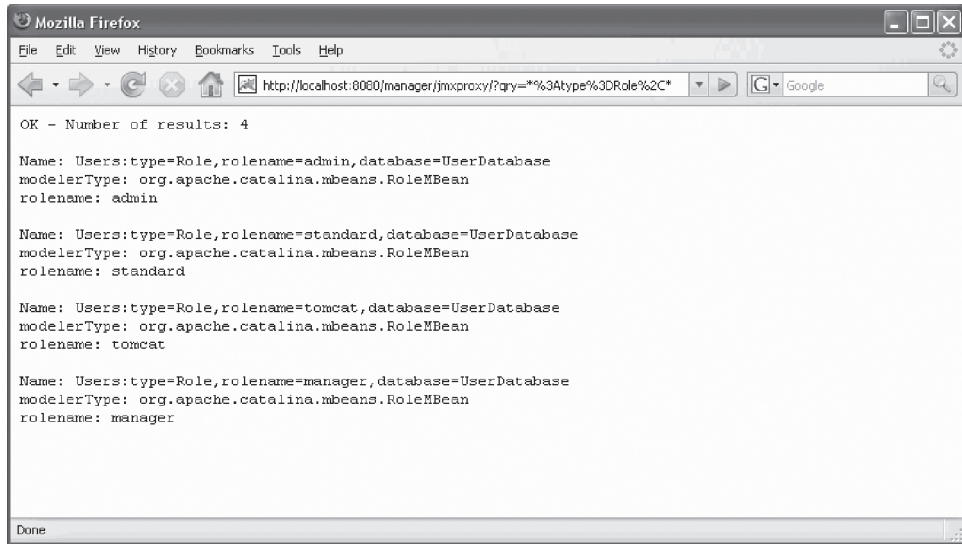 Mozilla Firefox
File Edit View History Bookmarks Tools Help
http://localhost:8080/manager/jmxproxy/?qry=*%3Atype%3DRole%2C*
G Google
OK - Number of results: 4
Name: Users:type=Role,rolename=admin,database=UserDatabase
modelerType: org.apache.catalina.mbeans.RoleMBean
rolename: admin
Name: Users:type=Role,rolename=standard,database=UserDatabase
modelerType: org.apache.catalina.mbeans.RoleMBean
rolename: standard
Name: Users:type=Role,rolename=tomcat,database=UserDatabase
modelerType: org.apache.catalina.mbeans.RoleMBean
rolename: tomcat
Name: Users:type=Role,rolename=manager,database=UserDatabase
modelerType: org.apache.catalina.mbeans.RoleMBean
rolename: manager
Done